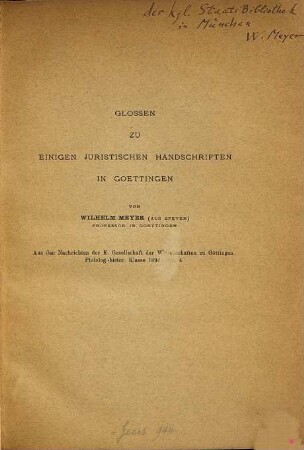 der kgl. Staats Bibliothek
in München
W. Meyer
GLOSSEN
ZU
EINIGEN JURISTISCHEN HANDSCHRIFTEN
IN GOETTINGEN
VON
WILHELM MEYER (AUS SPEYER)
PROFESSOR IN GOETTINGEN
Aus den Nachrichten der K. Gesellschaft der Wissenschaften zu Göttingen.
Philolog.-histor. Klasse